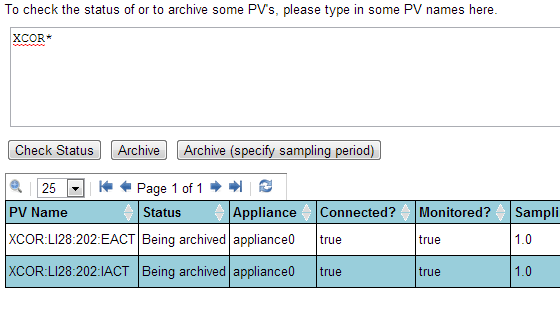 To check the status of or to archive some PV's, please type in some PV names here.
XCOR*
Check Status Archive Archive (specify sampling period)
25 Page 1 of 1
PV Name Status Appliance Connected? Monitored? Sampli
XCOR:LI28:202:EACT Being archived appliance0 true true 1.0
XCOR:LI28:202:IACT Being archived appliance0 true true 1.0